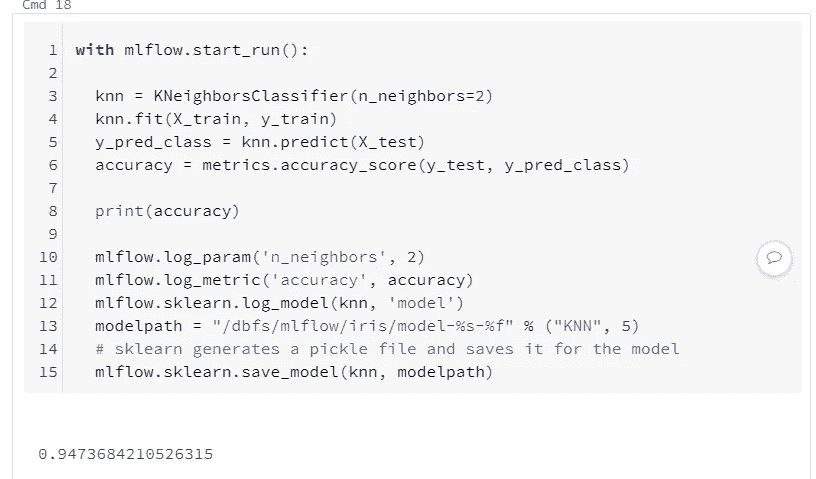 Cmd 18
1 with mlflow.start_run():
2
3 knn = KNeighborsClassifier(n_neighbors=2)
4 knn.fit(X_train, y_train)
5 y_pred_class = knn.predict(X_test)
6 accuracy = metrics.accuracy_score(y_test, y_pred_class)
7
8 print(accuracy)
9
10 mlflow.log_param('n_neighbors', 2)
11 mlflow.log_metric('accuracy', accuracy)
12 mlflow.sklearn.log_model(knn, 'model')
13 modelpath = "/dbfs/mlflow/iris/model-%s-%f" % ("KNN", 5)
14 # sklearn generates a pickle file and saves it for the model
15 mlflow.sklearn.save_model(knn, modelpath)
0.9473684210526315